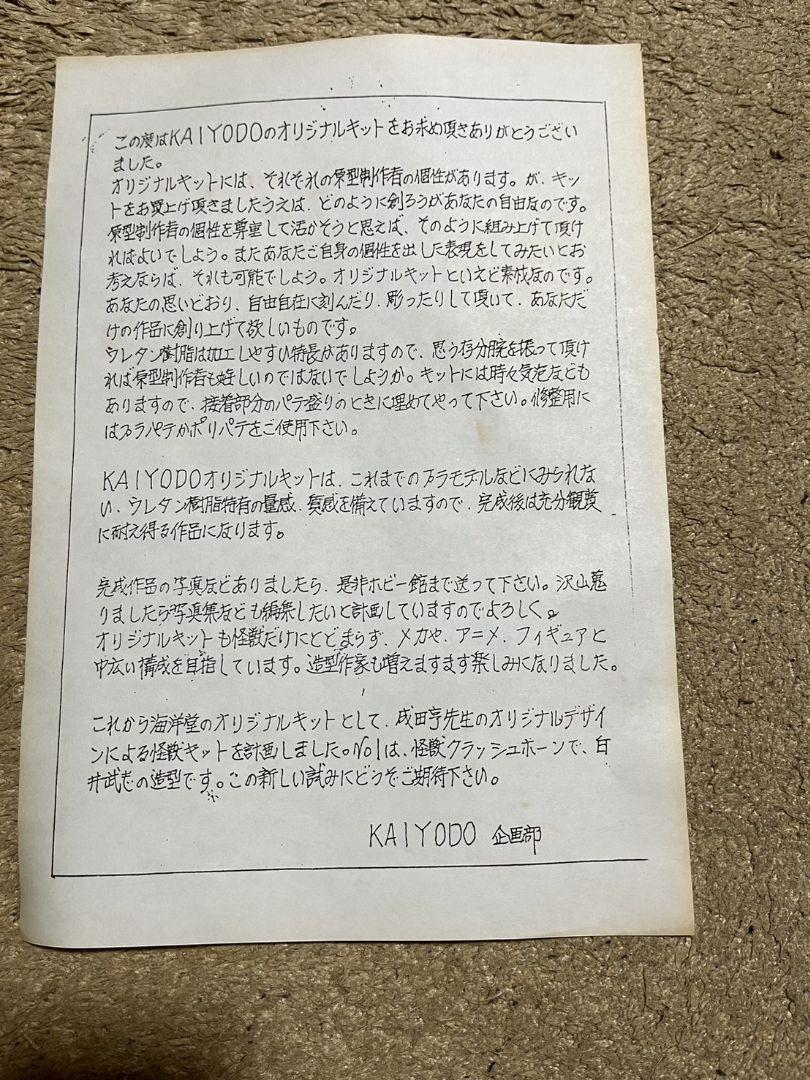 この度はKAIYODOのオリジナルキットをお求め頂きありがとうござい
ました。
オリジナルキットには、それそれの原型制作者の個性があります。が、キッ
トをお買上げ頂きましたうえは、どのように創ろうがあなたの自由なのです。
原型制作者の個性を尊重して活かそうと思えば、そのように組み上げて頂け
ればよいでしよう。またあなたご自身の個性を出した表現をしてみたいとお
考えならば、それも可能でしよう。オリジナルキットといえど素材なのです。
あなたの思いどおり、自由自在に刻んだり、彫ったりして頂いて、あなただ
けの作品に創り上げて欲しいものです。
ウレタン樹脂は加工しやすい特長がありますので、思う存分腕を振って頂け
れば原型制作者も嬉しいのではないでしようか。キットには時々気泡なども
ありますので、接着部分のパテ盛りのときに埋めてやって下さい。修整用に
はプラパテかポリパテをご使用下さい。
KAIYODOオリジナルキットは、これまでのプラモデルなどにみられな
い、ウレタン樹脂特有の量感、質感を備えていますので、完成後は充分観賞
に耐え得る作品になります。
完成作品の写真などありましたら、是非ホビー館まで送って下さい。沢山蒐
りましたら写真集なども編集したいと計画していますのでよろしく。
オリジナルキットも怪獣だけにとどまらず、メカや、アニメ、フィギュアと
巾広い構成を目指しています。造型作家も増えますます楽しみになりました。
これから海洋堂のオリジナルキットとして、成田亨先生のオリジナルデザイ
ンによる怪獣キットを計画しました。No1は、怪獣クラッシュホーンで、白
井武志の造型です。この新しい試みにどうぞご期待下さい。
KAIYODO 企画部